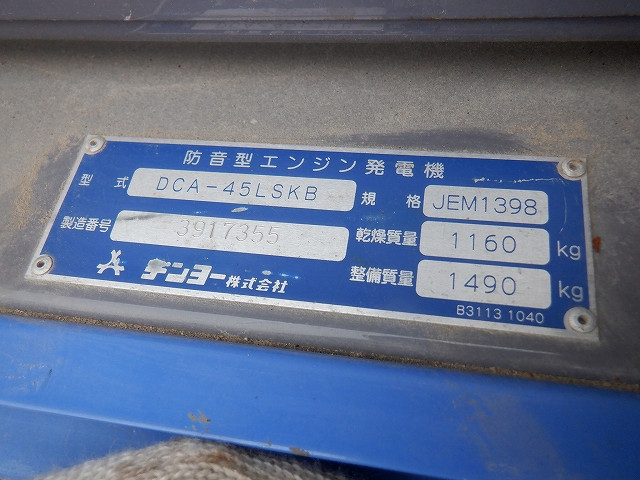 防音型エンジン発電機
型式 DCA-45LSKB 規格 JEM1398
製造番号 3917355 乾燥質量 1160 kg
デンヨー株式会社 整備質量 1490 kg
B31131040